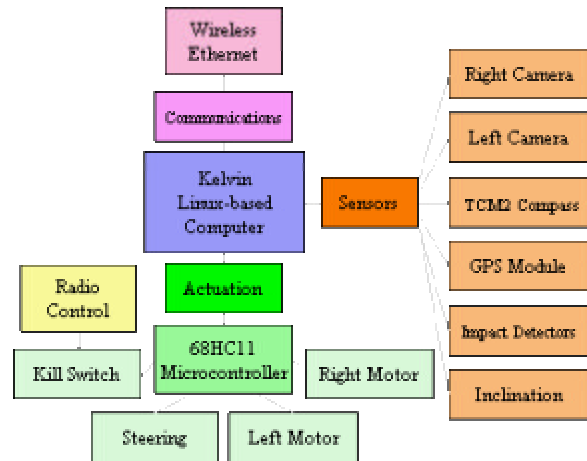 Wireless
Ethernet
Communications
Kelvin
Linux-based
Computer
Sensors
Right Camera
Left Camera
TCM2 Compass
GPS Module
Impact Detectors
Inclination
Actuation
Radio
Control
68HC11
Microcontroller
Kill Switch
Right Motor
Steering
Left Motor